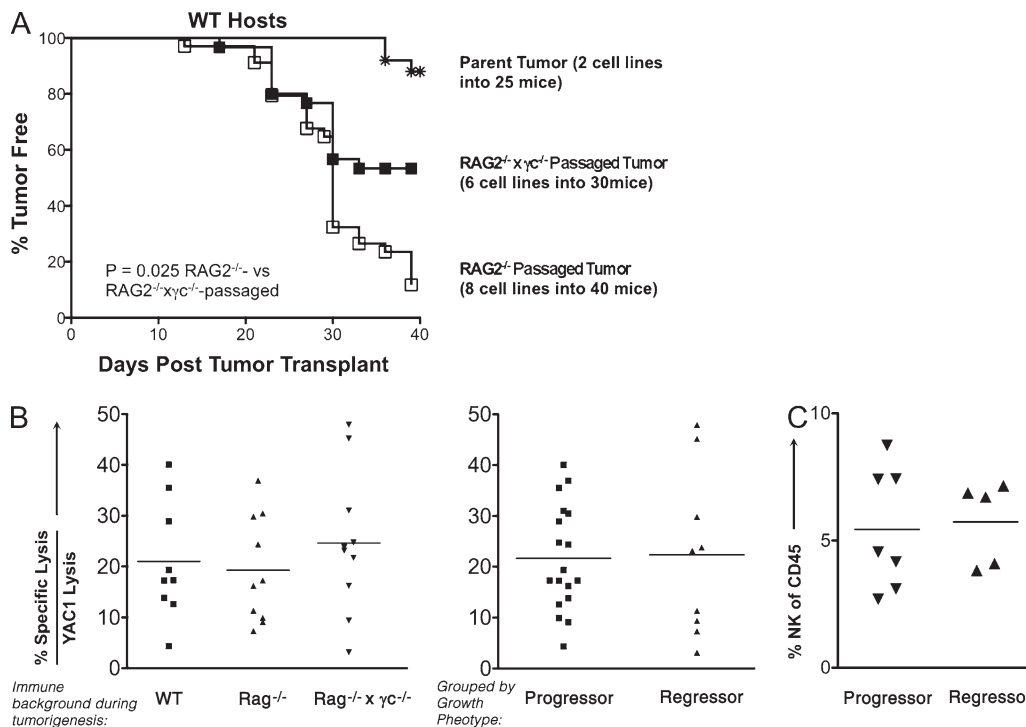 A
WT Hosts
% Tumor Free
100
80
60
40
20
0
0 10 20 30 40
Days Post Tumor Transplant
P = 0.025 RAG2-/-- vs
RAG2-/-xγc-/--passaged
Parent Tumor (2 cell lines
into 25 mice)
RAG2-/- x γc-/- Passaged Tumor
(6 cell lines into 30mice)
RAG2-/- Passaged Tumor
(8 cell lines into 40 mice)
B
% Specific Lysis
YAC1 Lysis
50
40
30
20
10
0
Immune
background during
tumorigenesis:
WT Rag-/- Rag-/- x γc-/-
50
40
30
20
10
0
Grouped by
Growth
Pheotype:
Progressor Regressor
C
% NK of CD45
10
5
0
Progressor Regresso